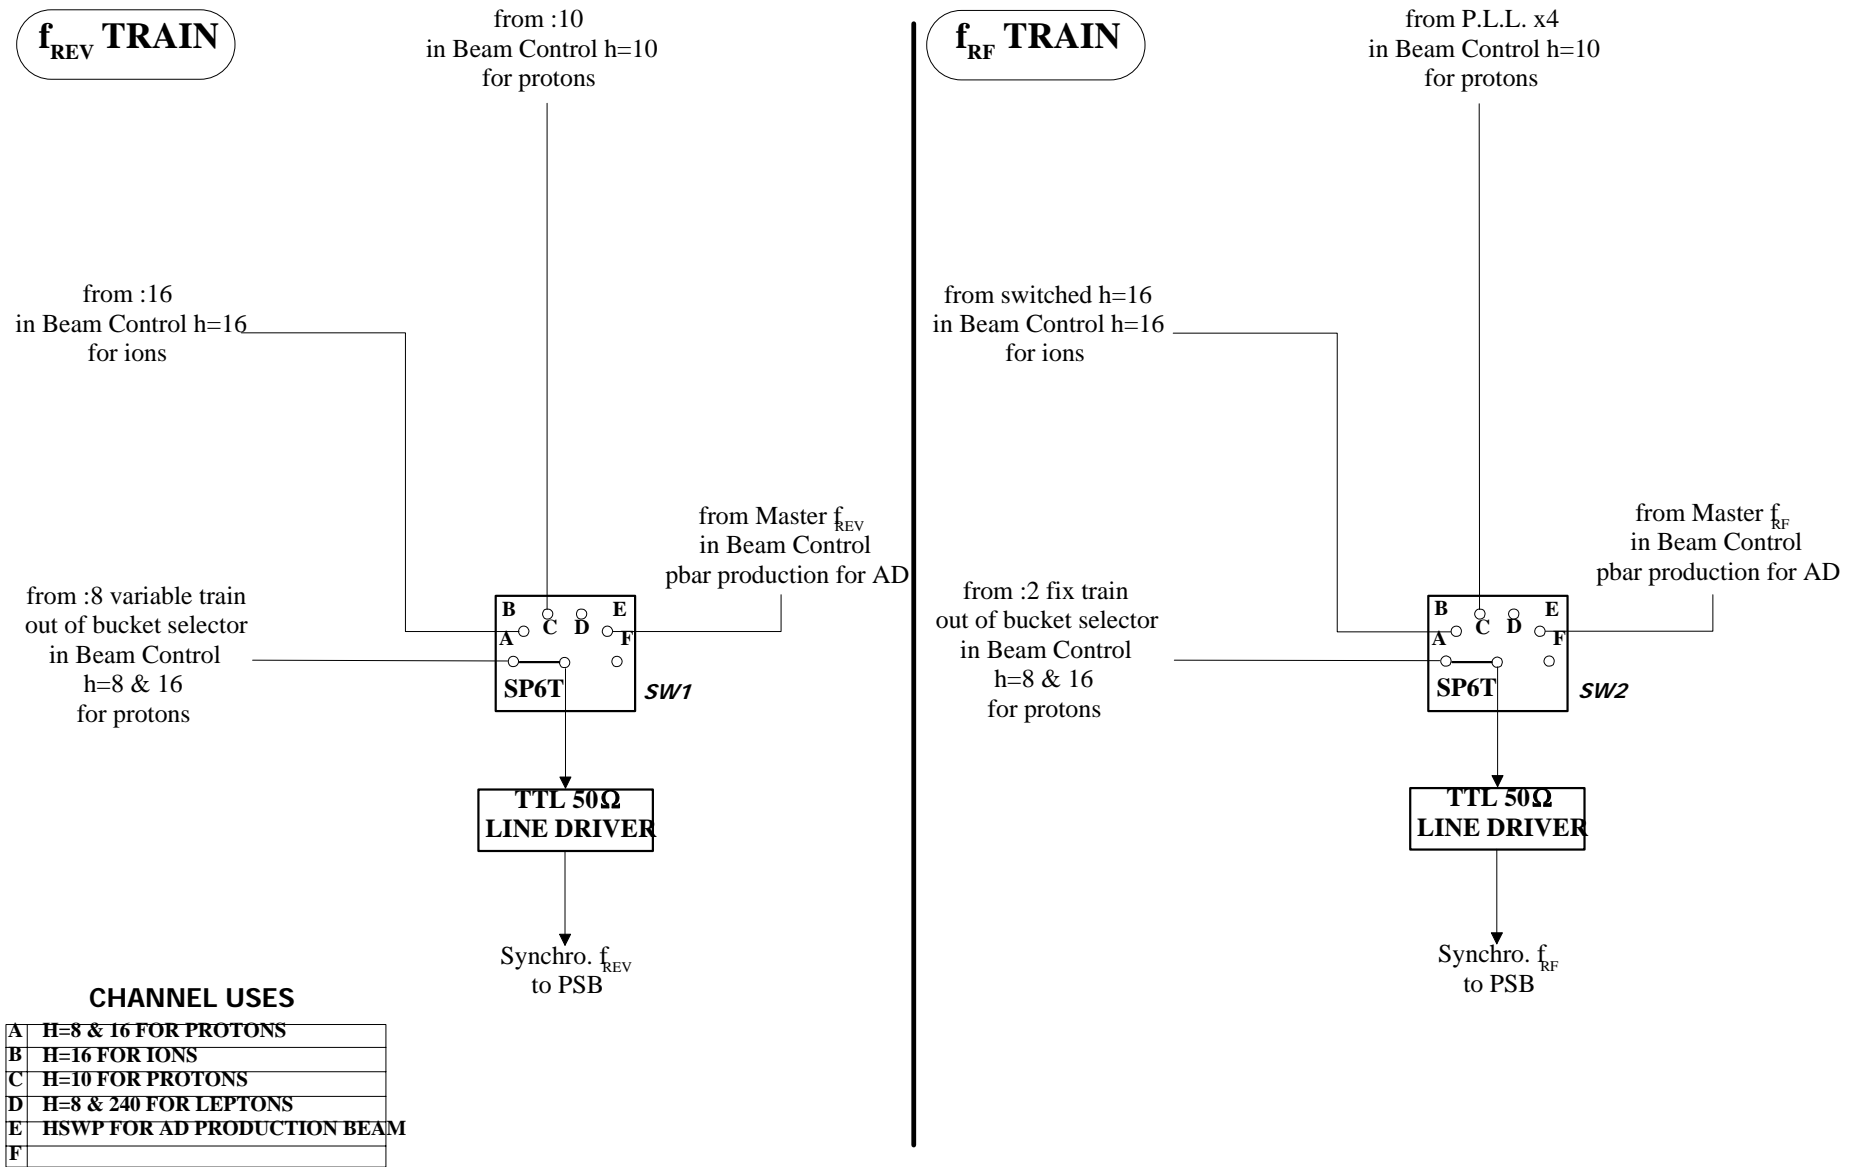 fREV TRAIN
from :10
in Beam Control h=10
for protons
from :16
in Beam Control h=16
for ions
from Master fREV
in Beam Control
pbar production for AD
from :8 variable train
out of bucket selector
in Beam Control
h=8 & 16
for protons
B E
C D
A F
SP6T
SW1
TTL 50Ω
LINE DRIVER
Synchro. fREV
to PSB
CHANNEL USES
A H=8 & 16 FOR PROTONS
B H=16 FOR IONS
C H=10 FOR PROTONS
D H=8 & 240 FOR LEPTONS
E HSWP FOR AD PRODUCTION BEAM
F
fRF TRAIN
from P.L.L. x4
in Beam Control h=10
for protons
from switched h=16
in Beam Control h=16
for ions
from Master fRF
in Beam Control
pbar production for AD
from :2 fix train
out of bucket selector
in Beam Control
h=8 & 16
for protons
B E
C D
A F
SP6T
SW2
TTL 50Ω
LINE DRIVER
Synchro. fRF
to PSB